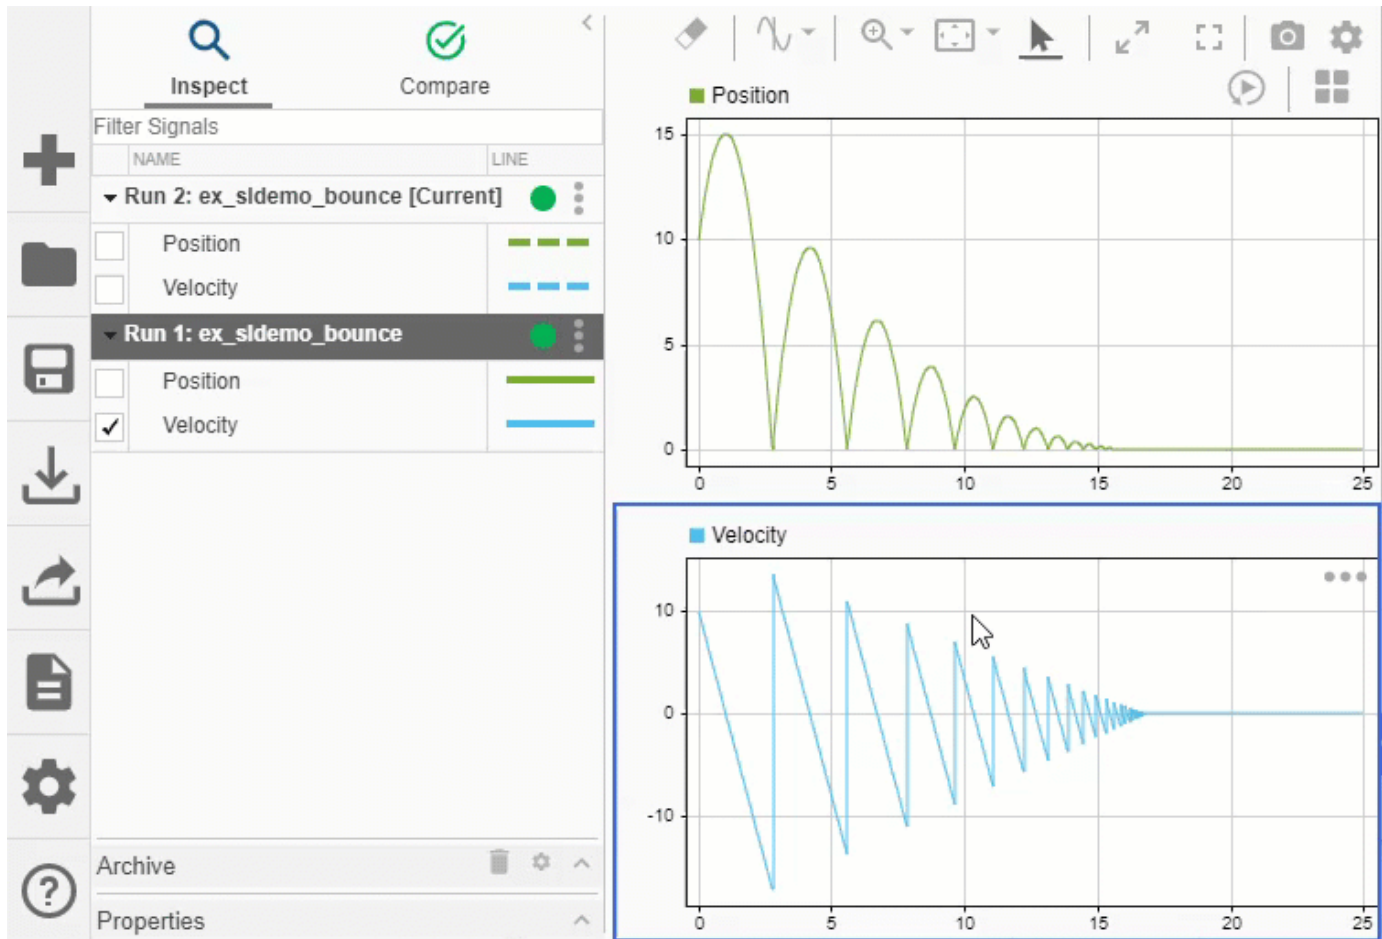 Inspect
Compare
Filter Signals
NAME LINE
Run 2: ex_sldemo_bounce [Current]
Position
Velocity
Run 1: ex_sldemo_bounce
Position
Velocity
Archive
Properties
Position
15
10
5
0
0 5 10 15 20 25
Velocity
10
0
-10
0 5 10 15 20 25